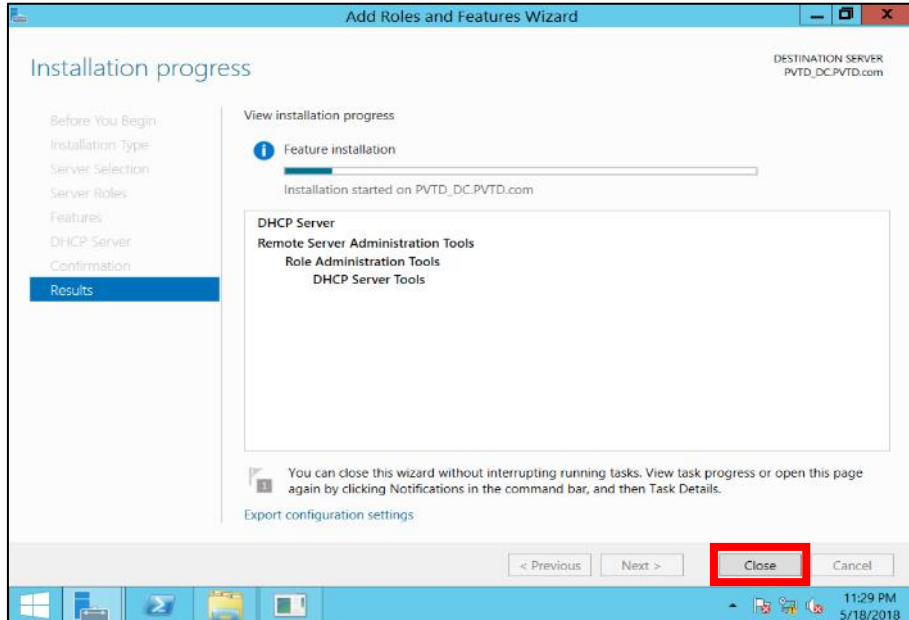 Add Roles and Features Wizard
Installation progress
DESTINATION SERVER
PVTD_DC.PVTD.com
Before You Begin
Installation Type
Server Selection
Server Roles
Features
DHCP Server
Confirmation
Results
View installation progress
Feature installation
Installation started on PVTD_DC.PVTD.com
DHCP Server
Remote Server Administration Tools
Role Administration Tools
DHCP Server Tools
1
You can close this wizard without interrupting running tasks. View task progress or open this page
again by clicking Notifications in the command bar, and then Task Details.
Export configuration settings
< Previous
Next >
Close
Cancel
11:29 PM
5/18/2018